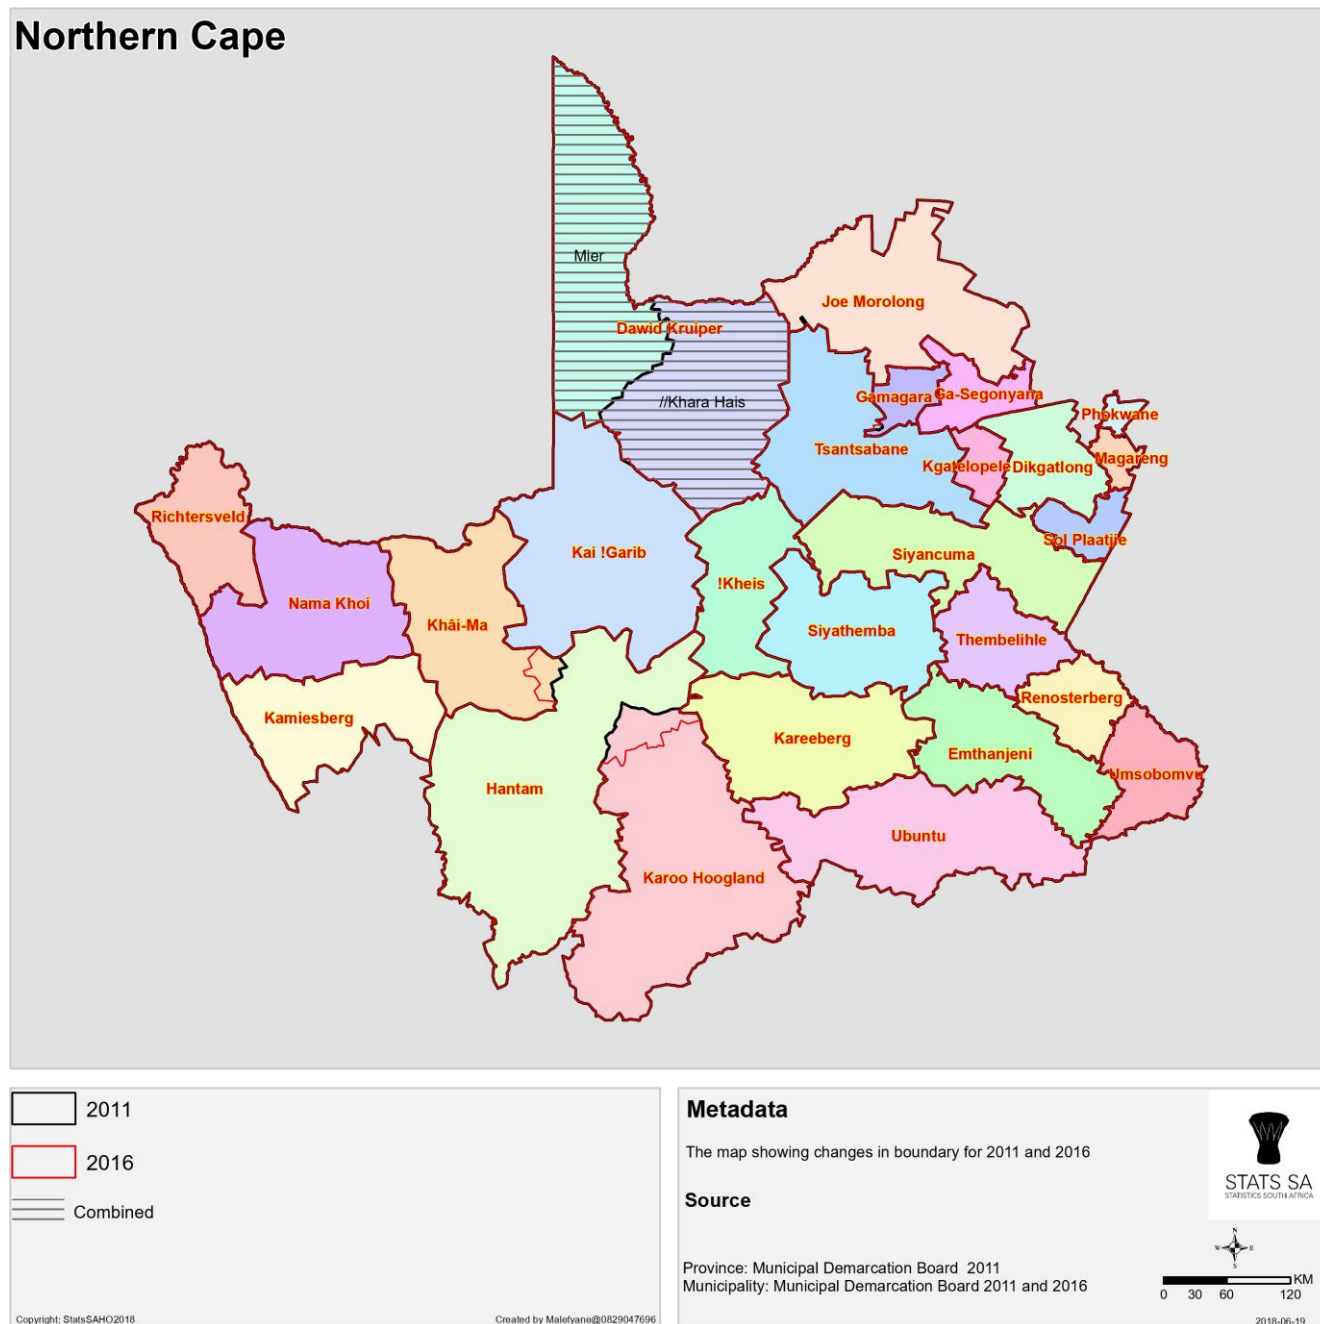 Northern Cape
Mier
Joe Morolong
Dawid Kruiper
Gamagara
Ga-Segonyana
//Khara Hais
Phokwane
Tsantsabane
Kgatelopele
Dikgatlong
Magareng
Richtersveld
Sol Plaatjie
Kai !Garib
Siyancuma
!Kheis
Nama Khoi
Khâi-Ma
Siyathemba
Thembelihle
Kamiesberg
Renosterberg
Kareeberg
Emthanjeni
Umsobomvu
Hantam
Ubuntu
Karoo Hoogland
2011
2016
Combined
Copyright: StatsSAHO2018
Created by Malefyane@0829047696
Metadata
The map showing changes in boundary for 2011 and 2016
Source
Province: Municipal Demarcation Board 2011
Municipality: Municipal Demarcation Board 2011 and 2016
STATS SA
STATISTICS SOUTH AFRICA
N
W E
S
KM
0 30 60 120
2018-06-19